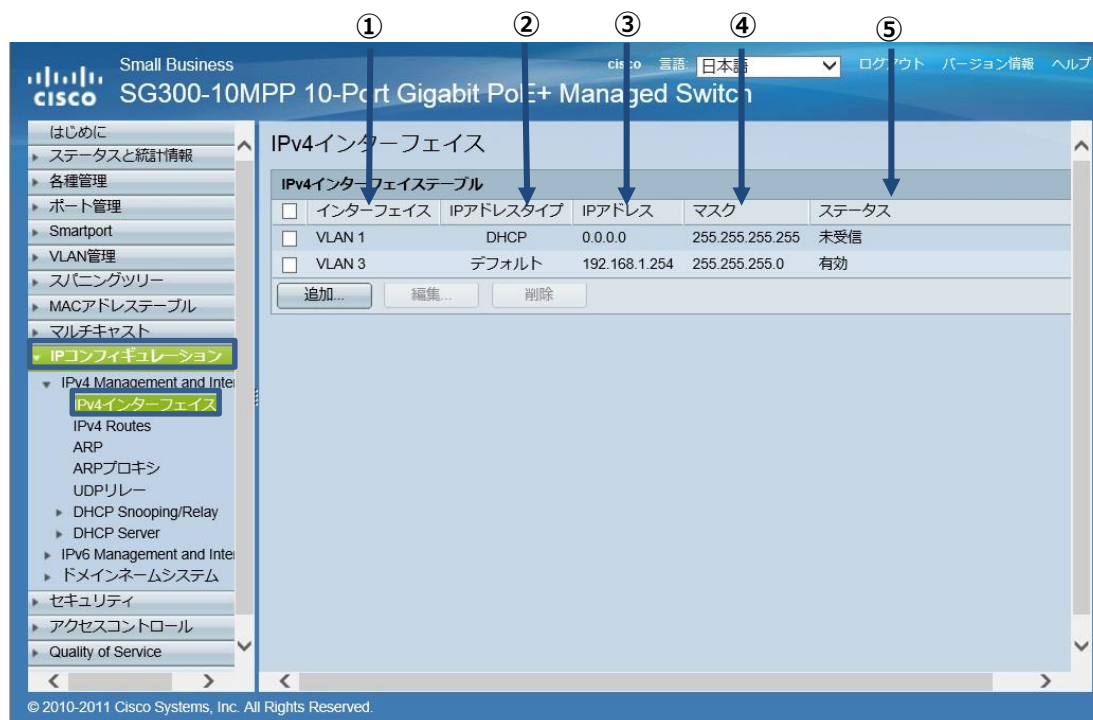 ① ② ③ ④ ⑤
Small Business
cisco 言語: 日本語 ログアウト バージョン情報 ヘルプ
CISCO SG300-10MPP 10-Port Gigabit PoE+ Managed Switch
はじめに
ステータスと統計情報
各種管理
ポート管理
Smartport
VLAN管理
スパニングツリー
MACアドレステーブル
マルチキャスト
IPコンフィギュレーション
IPv4 Management and Inter
IPv4インターフェイス
IPv4 Routes
ARP
ARPプロキシ
UDPリレー
DHCP Snooping/Relay
DHCP Server
IPv6 Management and Inter
ドメインネームシステム
セキュリティ
アクセスコントロール
Quality of Service
IPv4インターフェイス
IPv4インターフェイステーブル
インターフェイス IPアドレスタイプ IPアドレス マスク ステータス
VLAN 1 DHCP 0.0.0.0 255.255.255.255 未受信
VLAN 3 デフォルト 192.168.1.254 255.255.255.0 有効
追加... 編集... 削除
© 2010-2011 Cisco Systems, Inc. All Rights Reserved.